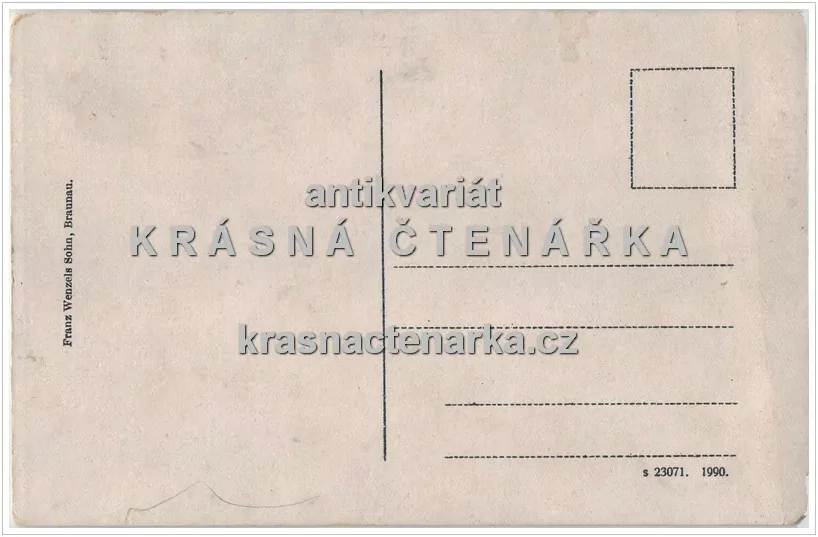 Franz Wenzels Sohn, Braunau.
antikvariát
KRÁSNÁ ČTENÁŘKA
krasnactenarka.cz
s 23071. 1990.